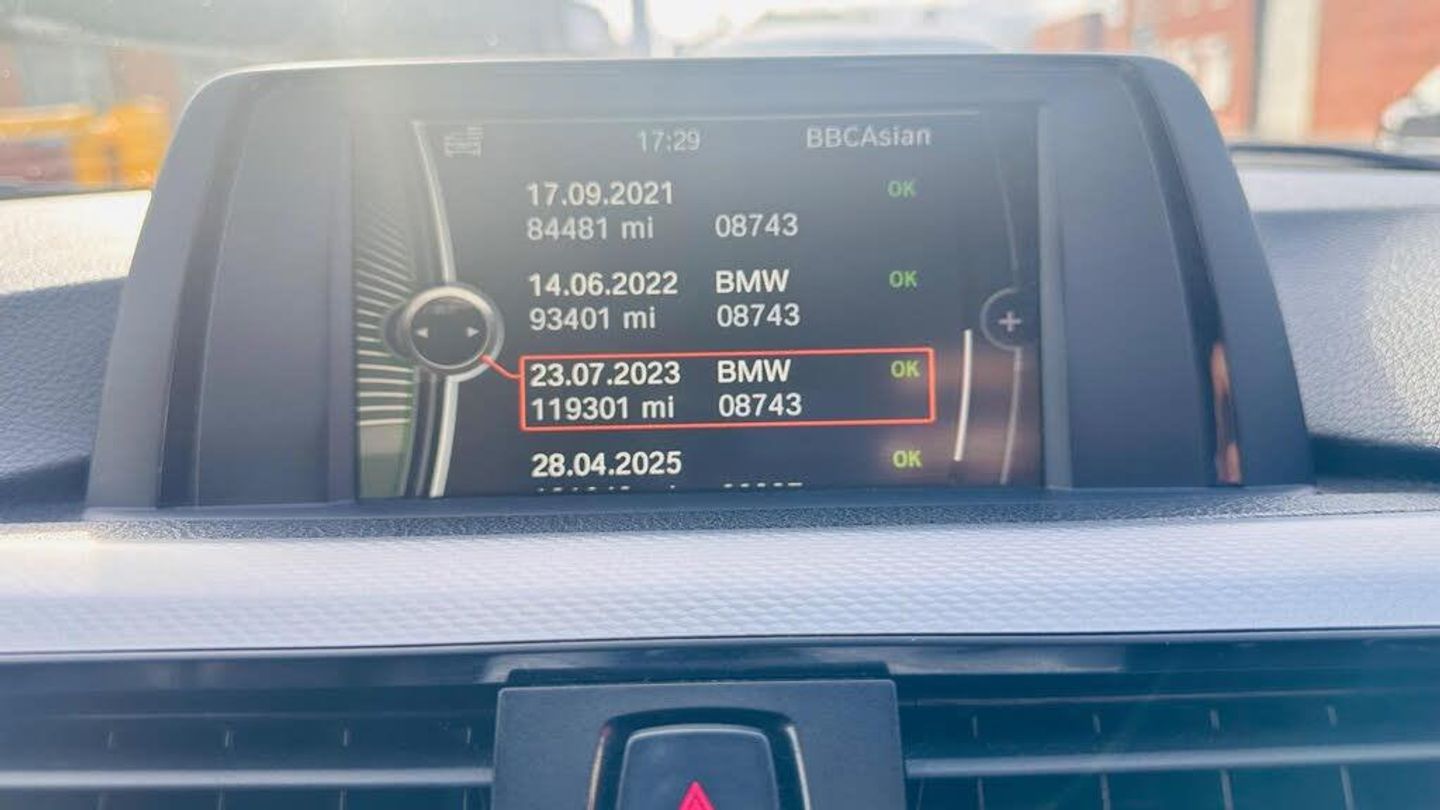 17:29 BBCAsian
17.09.2021 OK
84481 mi 08743
14.06.2022 BMW OK
93401 mi 08743
23.07.2023 BMW OK
119301 mi 08743
28.04.2025 OK